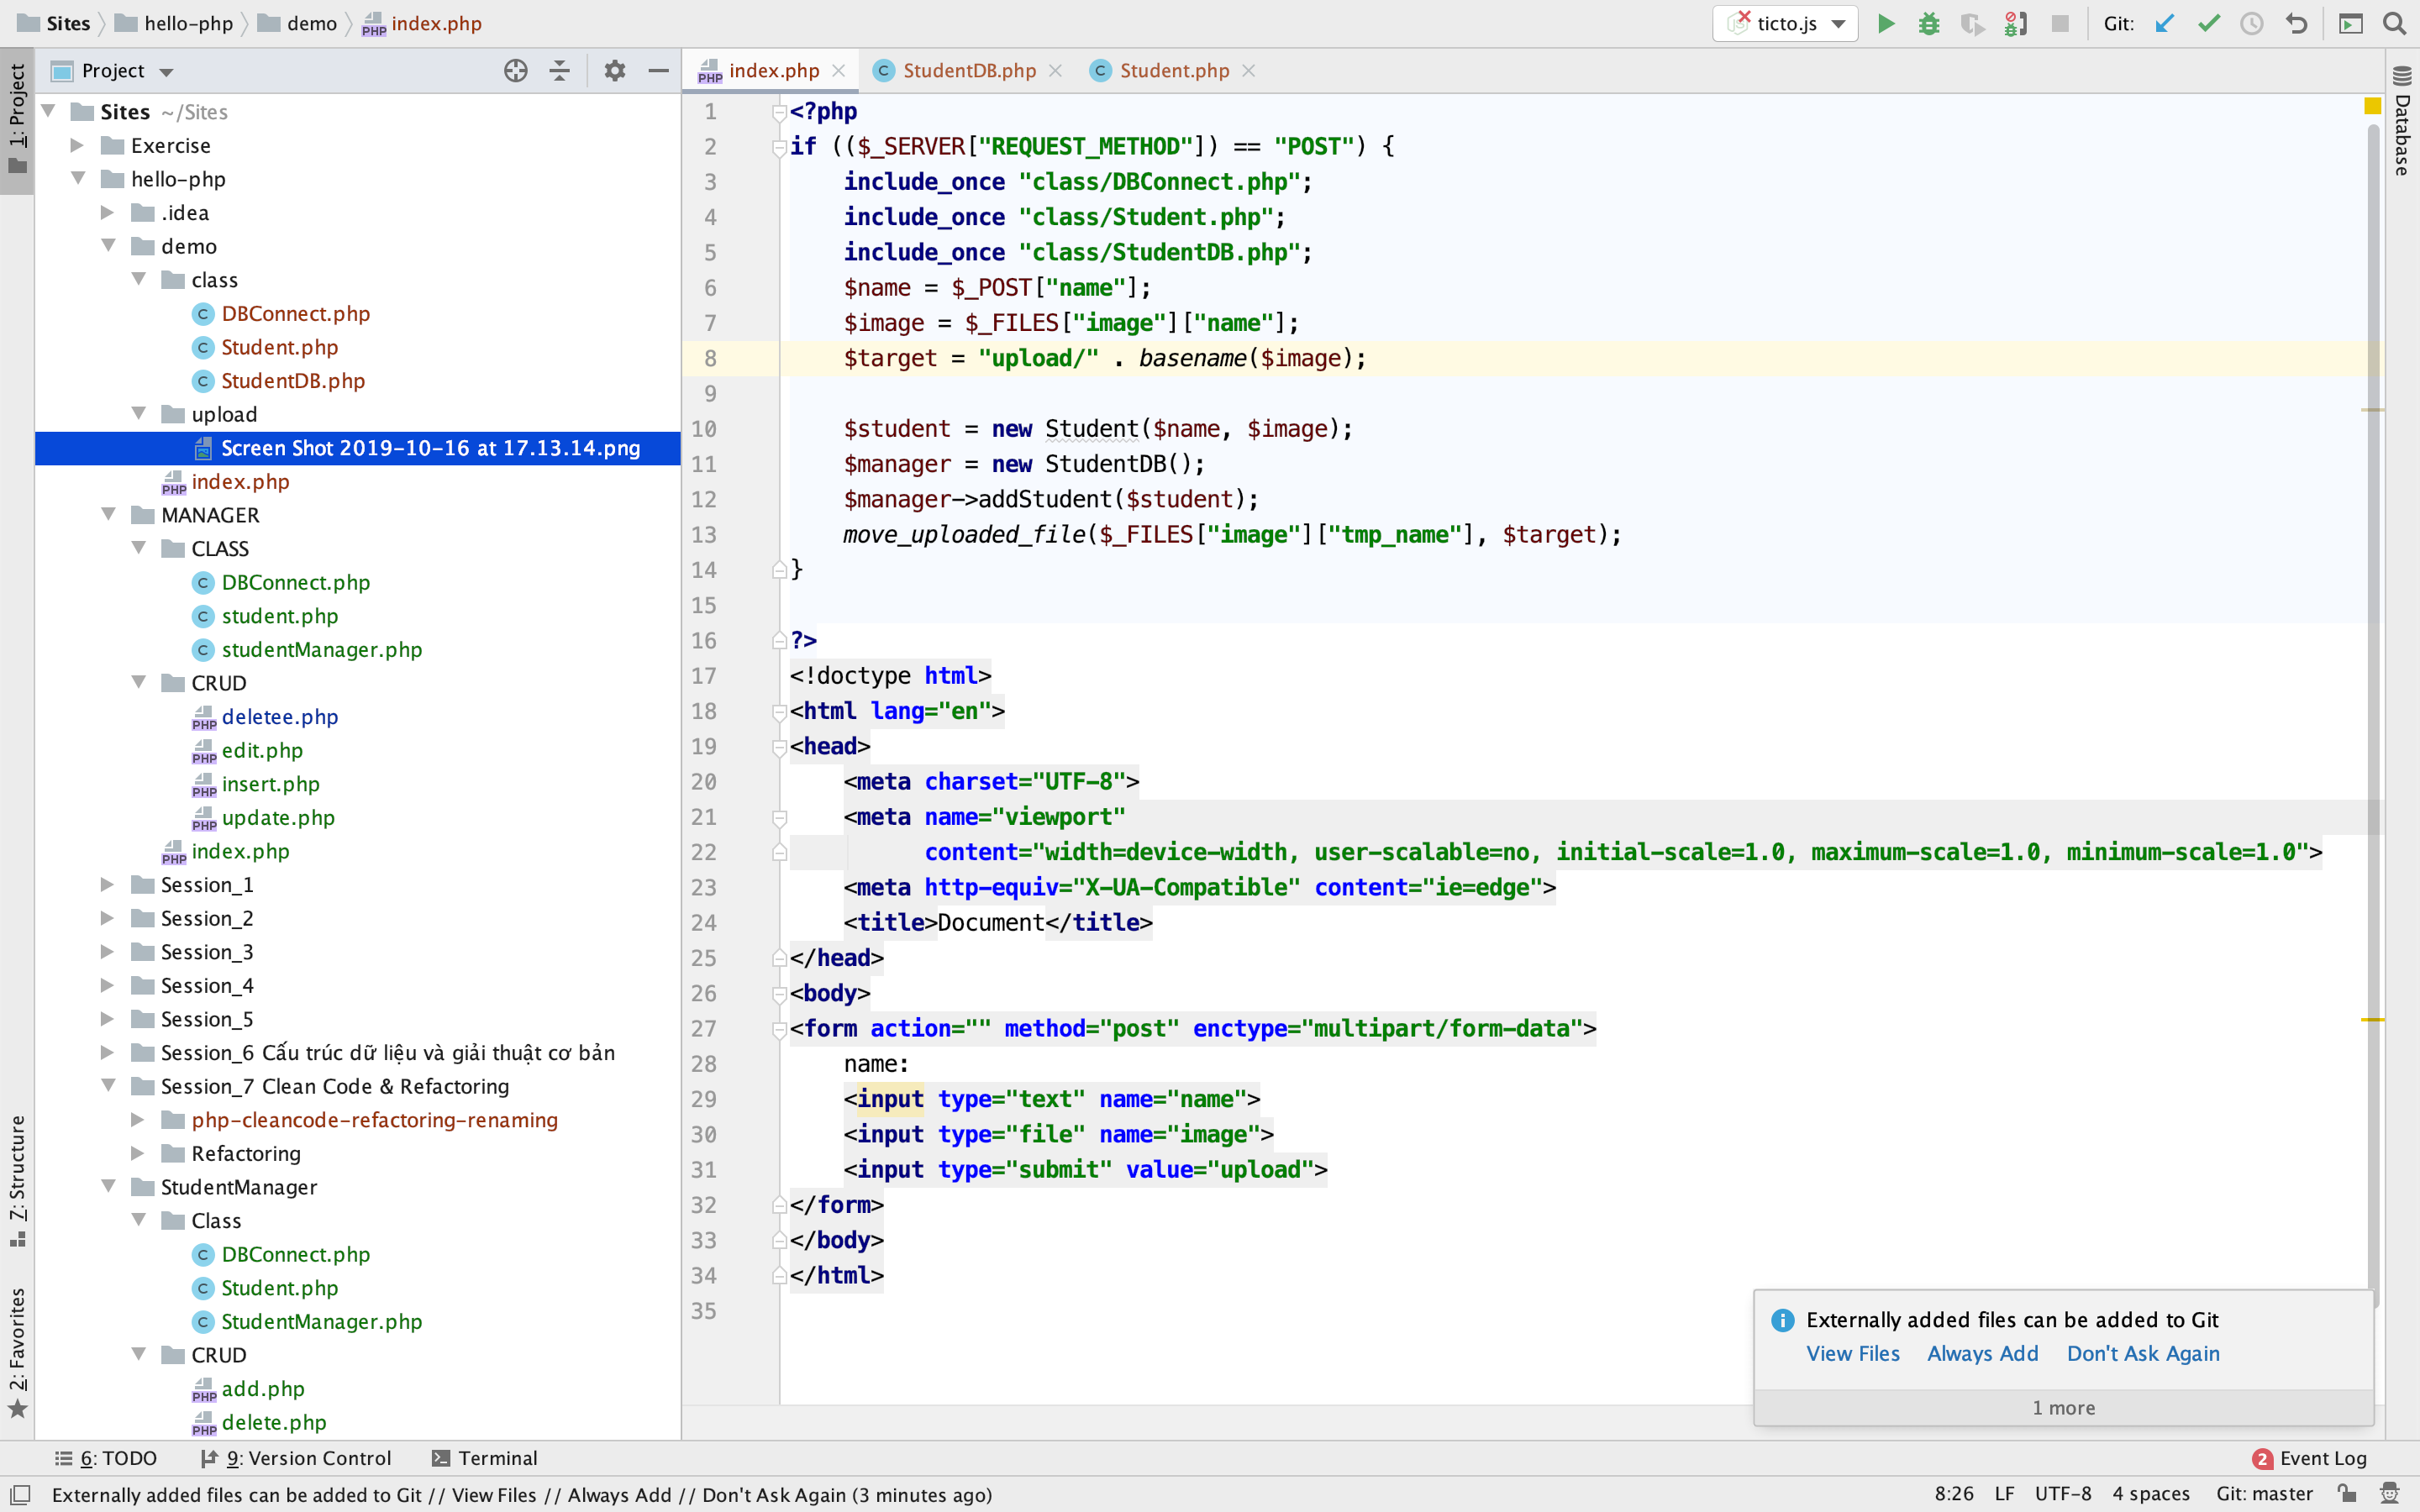 Sites hello-php demo index.php ticto.js Git:
1: Project
Project
Sites ~/Sites
Exercise
hello-php
.idea
demo
class
DBConnect.php
Student.php
StudentDB.php
upload
Screen Shot 2019-10-16 at 17.13.14.png
index.php
MANAGER
CLASS
DBConnect.php
student.php
studentManager.php
CRUD
deletee.php
edit.php
insert.php
update.php
index.php
Session_1
Session_2
Session_3
Session_4
Session_5
Session_6 Cấu trúc dữ liệu và giải thuật cơ bản
Session_7 Clean Code & Refactoring
php-cleancode-refactoring-renaming
Refactoring
StudentManager
Class
DBConnect.php
Student.php
StudentManager.php
CRUD
add.php
delete.php
7: Structure
2: Favorites
index.php StudentDB.php Student.php
1 <?php
2 if (($_SERVER["REQUEST_METHOD"]) == "POST") {
3 include_once "class/DBConnect.php";
4 include_once "class/Student.php";
5 include_once "class/StudentDB.php";
6 $name = $_POST["name"];
7 $image = $_FILES["image"]["name"];
8 $target = "upload/" . basename($image);
9
10 $student = new Student($name, $image);
11 $manager = new StudentDB();
12 $manager->addStudent($student);
13 move_uploaded_file($_FILES["image"]["tmp_name"], $target);
14 }
15
16 ?>
17 <!doctype html>
18 <html lang="en">
19 <head>
20 <meta charset="UTF-8">
21 <meta name="viewport"
22 content="width=device-width, user-scalable=no, initial-scale=1.0, maximum-scale=1.0, minimum-scale=1.0">
23 <meta http-equiv="X-UA-Compatible" content="ie=edge">
24 <title>Document</title>
25 </head>
26 <body>
27 <form action="" method="post" enctype="multipart/form-data">
28 name:
29 <input type="text" name="name">
30 <input type="file" name="image">
31 <input type="submit" value="upload">
32 </form>
33 </body>
34 </html>
35
Database
Externally added files can be added to Git
View Files Always Add Don't Ask Again
1 more
6: TODO 9: Version Control Terminal 2 Event Log
Externally added files can be added to Git // View Files // Always Add // Don't Ask Again (3 minutes ago) 8:26 LF UTF-8 4 spaces Git: master